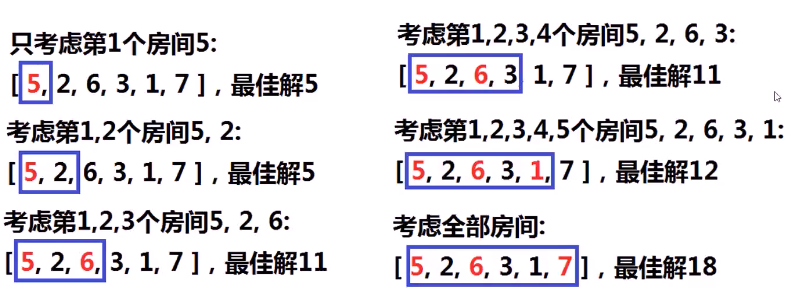 只考虑第1个房间5:
[ 5, 2, 6, 3, 1, 7 ]，最佳解5
考虑第1,2个房间5, 2:
[ 5, 2, 6, 3, 1, 7 ]，最佳解5
考虑第1,2,3个房间5, 2, 6:
[ 5, 2, 6, 3, 1, 7 ]，最佳解11
考虑第1,2,3,4个房间5, 2, 6, 3:
[ 5, 2, 6, 3, 1, 7 ]，最佳解11
考虑第1,2,3,4,5个房间5, 2, 6, 3, 1:
[ 5, 2, 6, 3, 1, 7 ]，最佳解12
考虑全部房间:
[ 5, 2, 6, 3, 1, 7 ]，最佳解18